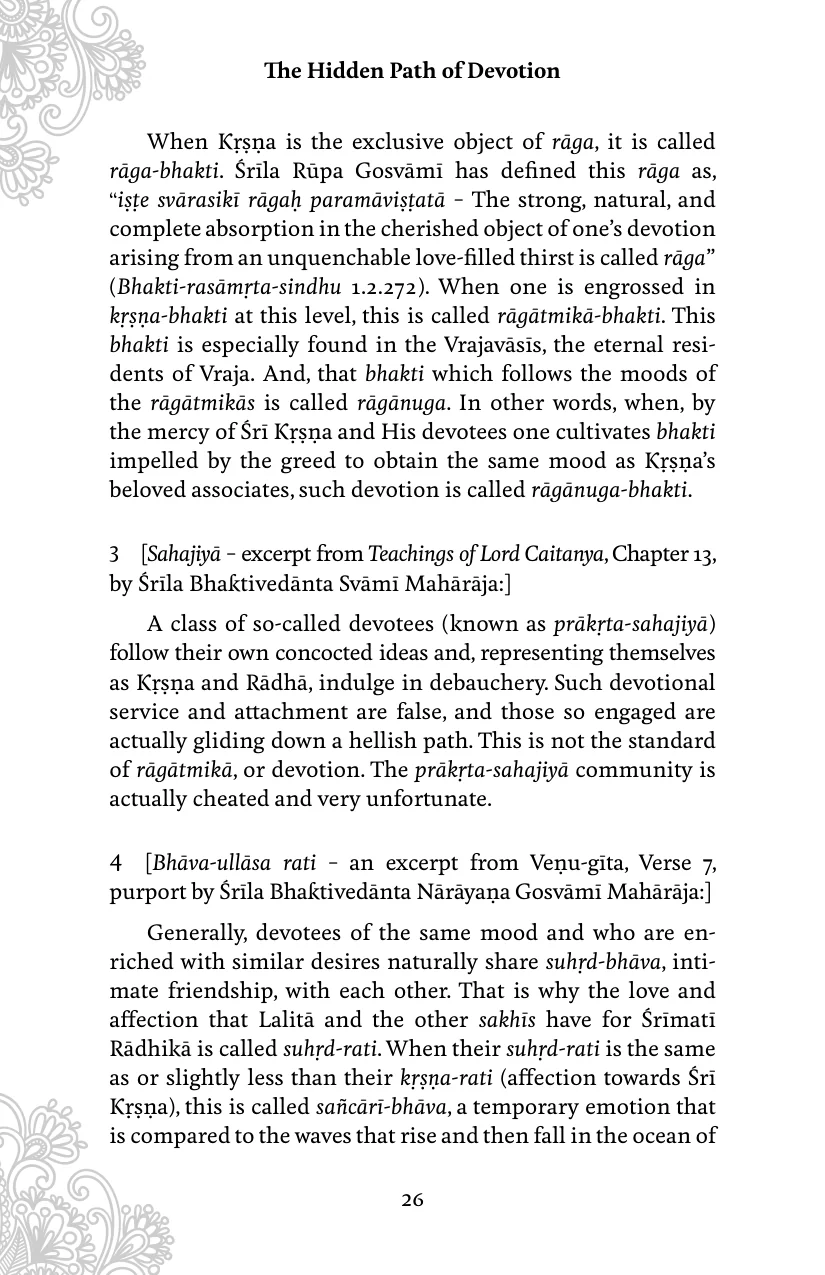 The Hidden Path of Devotion
When Kṛṣṇa is the exclusive object of rāga, it is called
rāga-bhakti. Śrīla Rūpa Gosvāmī has defined this rāga as,
“iṣṭe svārasikī rāgaḥ paramāviṣṭatā – The strong, natural, and
complete absorption in the cherished object of one’s devotion
arising from an unquenchable love-filled thirst is called rāga”
(Bhakti-rasāmṛta-sindhu 1.2.272). When one is engrossed in
kṛṣṇa-bhakti at this level, this is called rāgātmikā-bhakti. This
bhakti is especially found in the Vrajavāsīs, the eternal resi-
dents of Vraja. And, that bhakti which follows the moods of
the rāgātmikās is called rāgānuga. In other words, when, by
the mercy of Śrī Kṛṣṇa and His devotees one cultivates bhakti
impelled by the greed to obtain the same mood as Kṛṣṇa’s
beloved associates, such devotion is called rāgānuga-bhakti.
3 [Sahajiyā – excerpt from Teachings of Lord Caitanya, Chapter 13,
by Śrīla Bhaktivedānta Svāmī Mahārāja:]
A class of so-called devotees (known as prākṛta-sahajiyā)
follow their own concocted ideas and, representing themselves
as Kṛṣṇa and Rādhā, indulge in debauchery. Such devotional
service and attachment are false, and those so engaged are
actually gliding down a hellish path. This is not the standard
of rāgātmikā, or devotion. The prākṛta-sahajiyā community is
actually cheated and very unfortunate.
4 [Bhāva-ullāsa rati – an excerpt from Veṇu-gīta, Verse 7,
purport by Śrīla Bhaktivedānta Nārāyaṇa Gosvāmī Mahārāja:]
Generally, devotees of the same mood and who are en-
riched with similar desires naturally share suhṛd-bhāva, inti-
mate friendship, with each other. That is why the love and
affection that Lalitā and the other sakhīs have for Śrīmatī
Rādhikā is called suhṛd-rati. When their suhṛd-rati is the same
as or slightly less than their kṛṣṇa-rati (affection towards Śrī
Kṛṣṇa), this is called sañcārī-bhāva, a temporary emotion that
is compared to the waves that rise and then fall in the ocean of
26